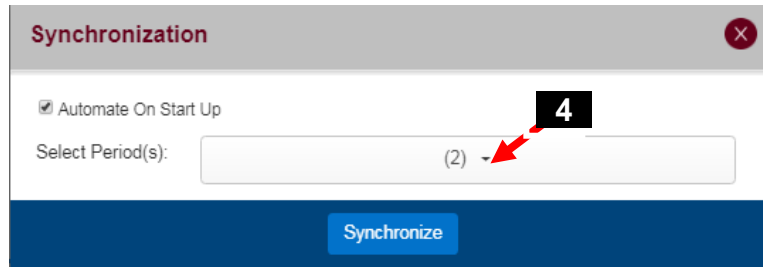 Synchronization
Automate On Start Up
4
Select Period(s):
(2)
Synchronize